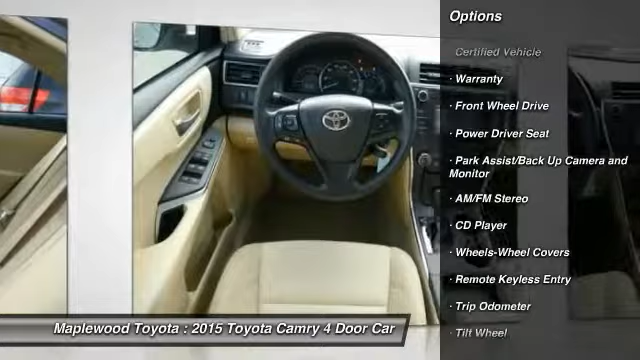 Options
· Certified Vehicle
· Warranty
· Front Wheel Drive
· Power Driver Seat
· Park Assist/Back Up Camera and
Monitor
· AM/FM Stereo
· CD Player
· Wheels-Wheel Covers
· Remote Keyless Entry
· Trip Odometer
· Tilt Wheel
Maplewood Toyota : 2015 Toyota Camry 4 Door Car